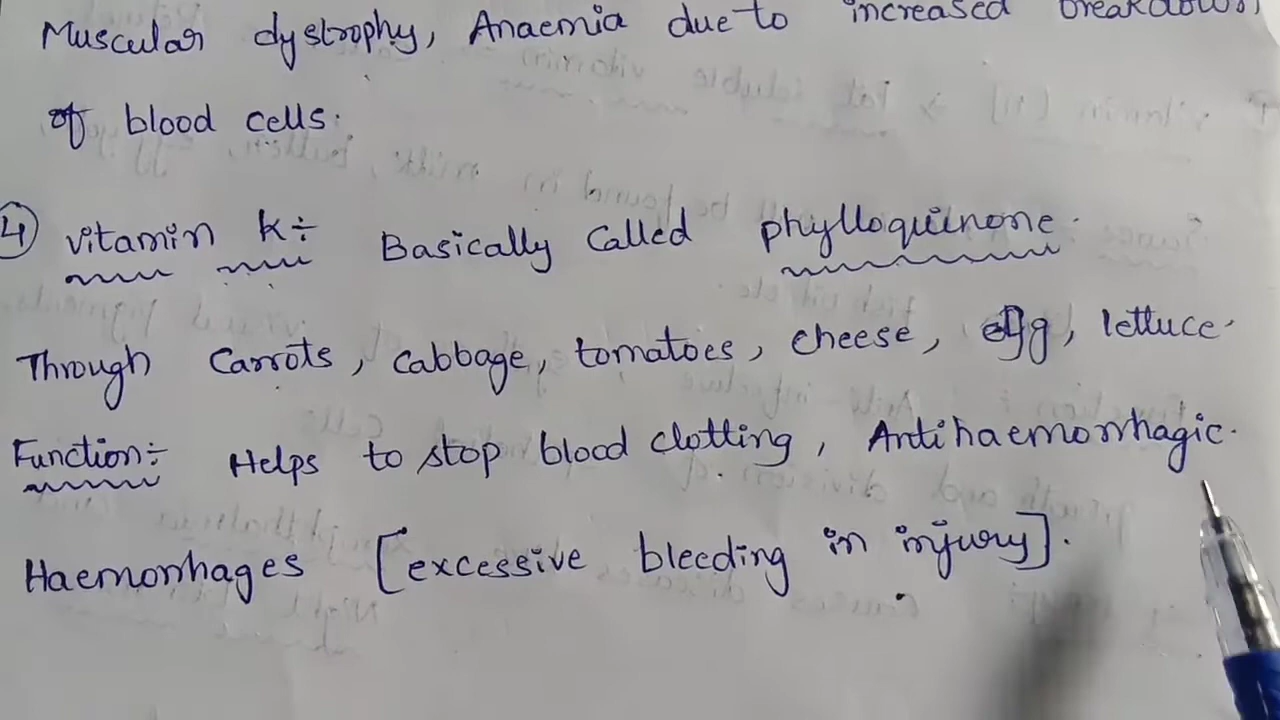 Muscular dystrophy, Anaemia due to increased breakdown
of blood cells.
4 vitamin k÷ Basically called phylloquinone.
Through carrots, cabbage, tomatoes, cheese, egg, lettuce.
Function÷ Helps to stop blood clotting, Antihaemorrhagic.
Haemorrhages [excessive bleeding in injury].